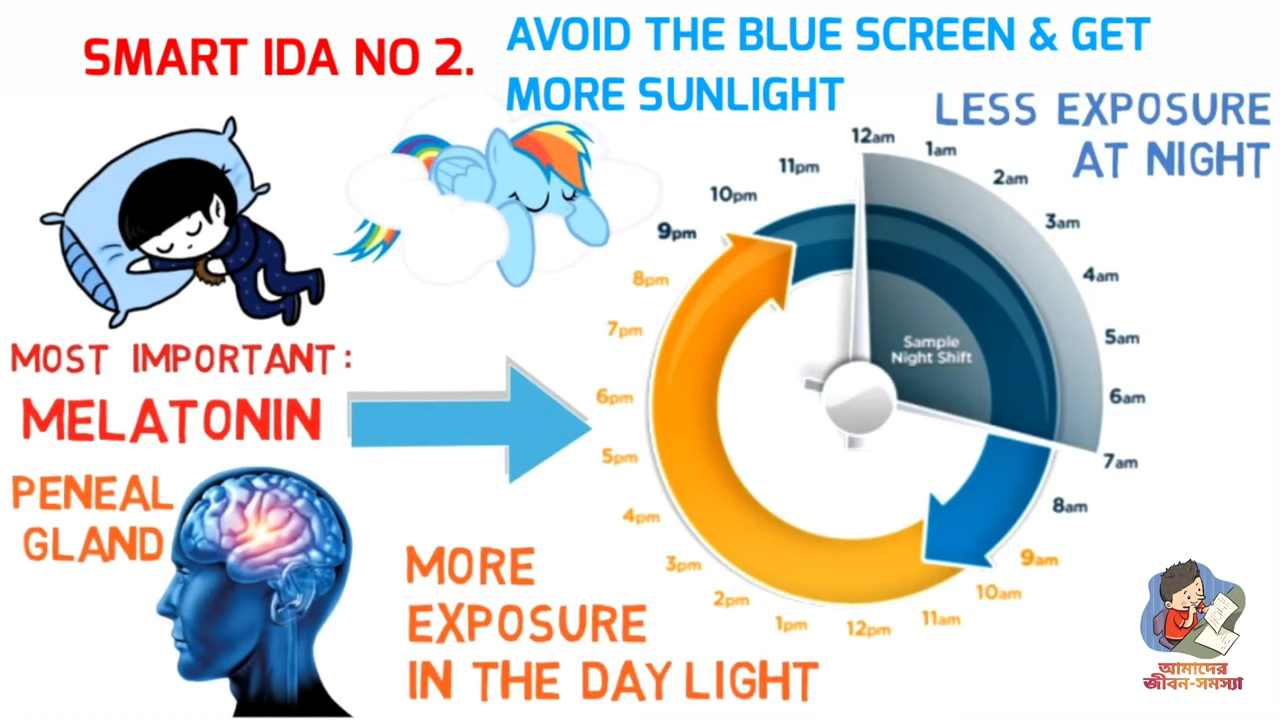 SMART IDA NO 2.
AVOID THE BLUE SCREEN & GET
MORE SUNLIGHT
LESS EXPOSURE
AT NIGHT
MOST IMPORTANT:
MELATONIN
PENEAL
GLAND
MORE
EXPOSURE
IN THE DAY LIGHT
12am
1am
2am
3am
4am
5am
6am
7am
8am
9am
10am
11am
12pm
1pm
2pm
3pm
4pm
5pm
6pm
7pm
8pm
9pm
10pm
11pm
Sample
Night Shift
আমাদের
জীবন-সমস্যা